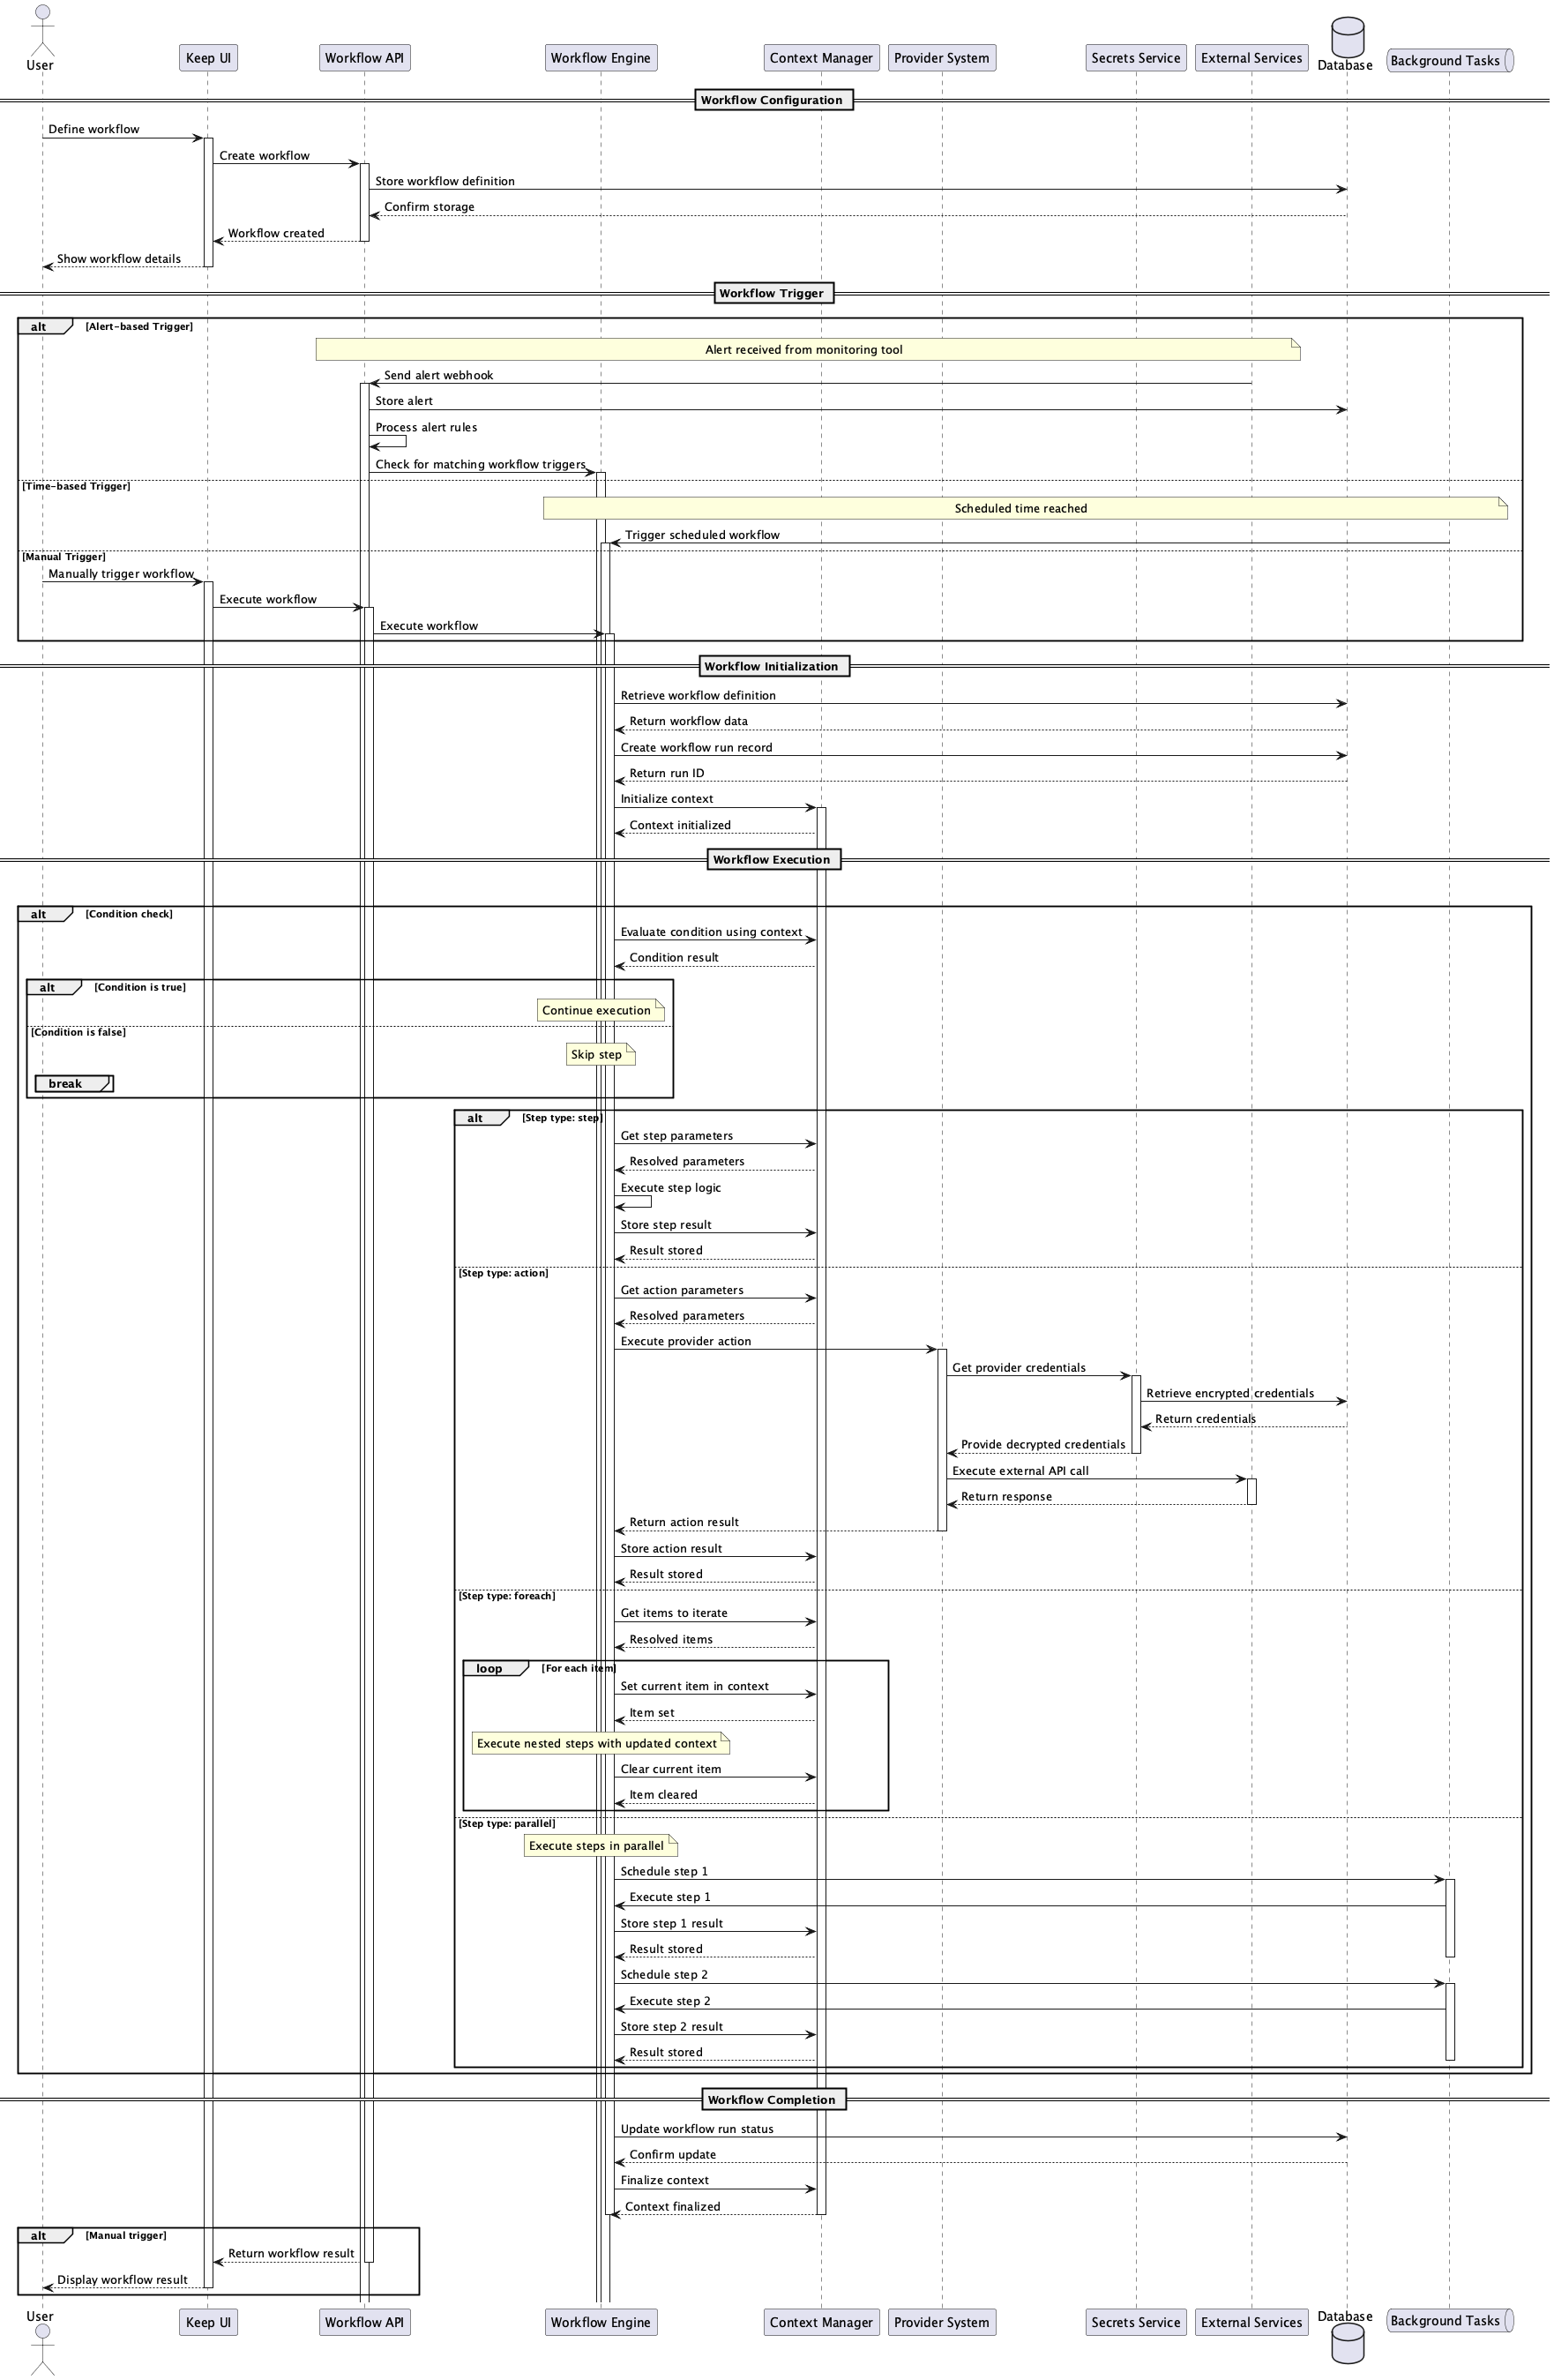 User
Keep UI
Workflow API
Workflow Engine
Context Manager
Provider System
Secrets Service
External Services
Database
Background Tasks
Workflow Configuration
Define workflow
Create workflow
Store workflow definition
Confirm storage
Workflow created
Show workflow details
Workflow Trigger
alt
[Alert-based Trigger]
Alert received from monitoring tool
Send alert webhook
Store alert
Process alert rules
Check for matching workflow triggers
[Time-based Trigger]
Scheduled time reached
Trigger scheduled workflow
[Manual Trigger]
Manually trigger workflow
Execute workflow
Execute workflow
Workflow Initialization
Retrieve workflow definition
Return workflow data
Create workflow run record
Return run ID
Initialize context
Context initialized
Workflow Execution
alt
[Condition check]
Evaluate condition using context
Condition result
alt
[Condition is true]
Continue execution
[Condition is false]
Skip step
break
alt
[Step type: step]
Get step parameters
Resolved parameters
Execute step logic
Store step result
Result stored
[Step type: action]
Get action parameters
Resolved parameters
Execute provider action
Get provider credentials
Retrieve encrypted credentials
Return credentials
Provide decrypted credentials
Execute external API call
Return response
Return action result
Store action result
Result stored
[Step type: foreach]
Get items to iterate
Resolved items
loop
[For each item]
Set current item in context
Item set
Execute nested steps with updated context
Clear current item
Item cleared
[Step type: parallel]
Execute steps in parallel
Schedule step 1
Execute step 1
Store step 1 result
Result stored
Schedule step 2
Execute step 2
Store step 2 result
Result stored
Workflow Completion
Update workflow run status
Confirm update
Finalize context
Context finalized
alt
[Manual trigger]
Return workflow result
Display workflow result
User
Keep UI
Workflow API
Workflow Engine
Context Manager
Provider System
Secrets Service
External Services
Database
Background Tasks